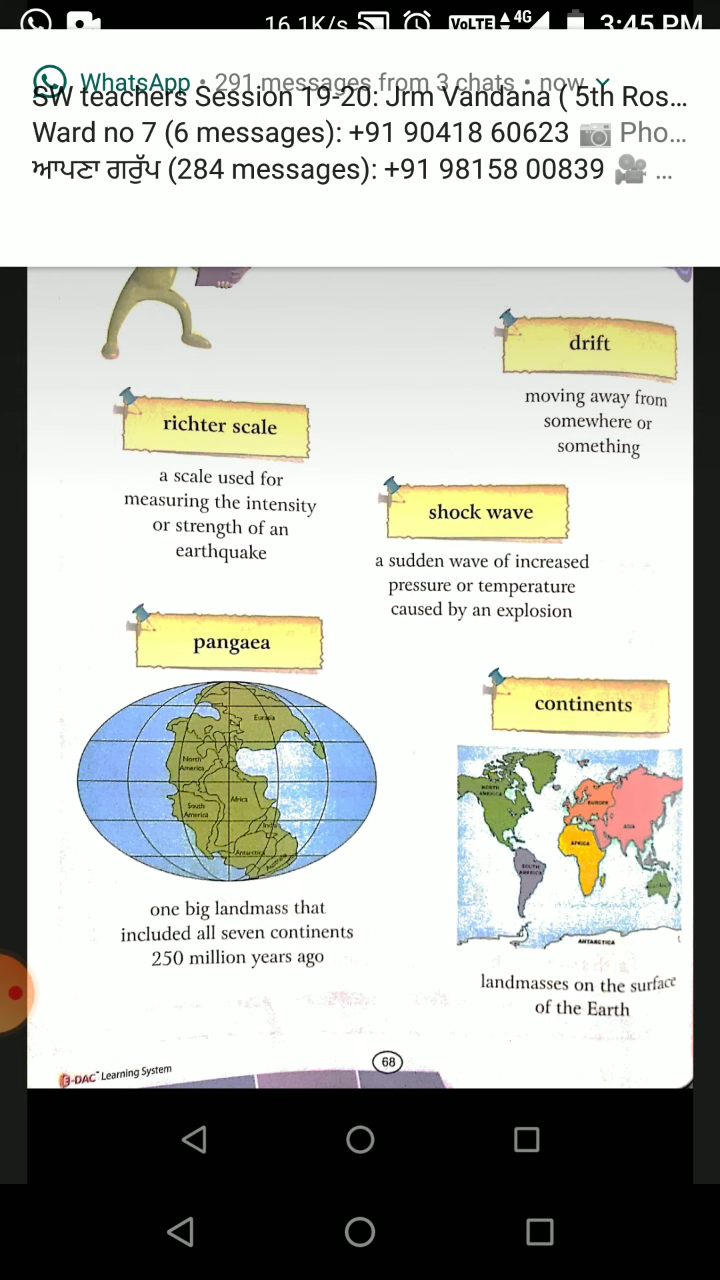 16.1K/s VoLTE 4G 3:45 PM
WhatsApp • 291 messages from 3 chats • now
SW teachers Session 19-20: Jrm Vandana ( 5th Ros...
Ward no 7 (6 messages): +91 90418 60623 📷 Pho...
ਆਪਣਾ ਗਰੁੱਪ (284 messages): +91 98158 00839 🎥 ...
drift
moving away from
somewhere or
something
richter scale
a scale used for
measuring the intensity
or strength of an
earthquake
shock wave
a sudden wave of increased
pressure or temperature
caused by an explosion
pangaea
Eurasia
North
America
South
America
Africa
India
Antarctica
one big landmass that
included all seven continents
250 million years ago
continents
NORTH
AMERICA
EUROPE
ASIA
AFRICA
SOUTH
AMERICA
ANTARCTICA
landmasses on the surface
of the Earth
68
3-DAC™ Learning System